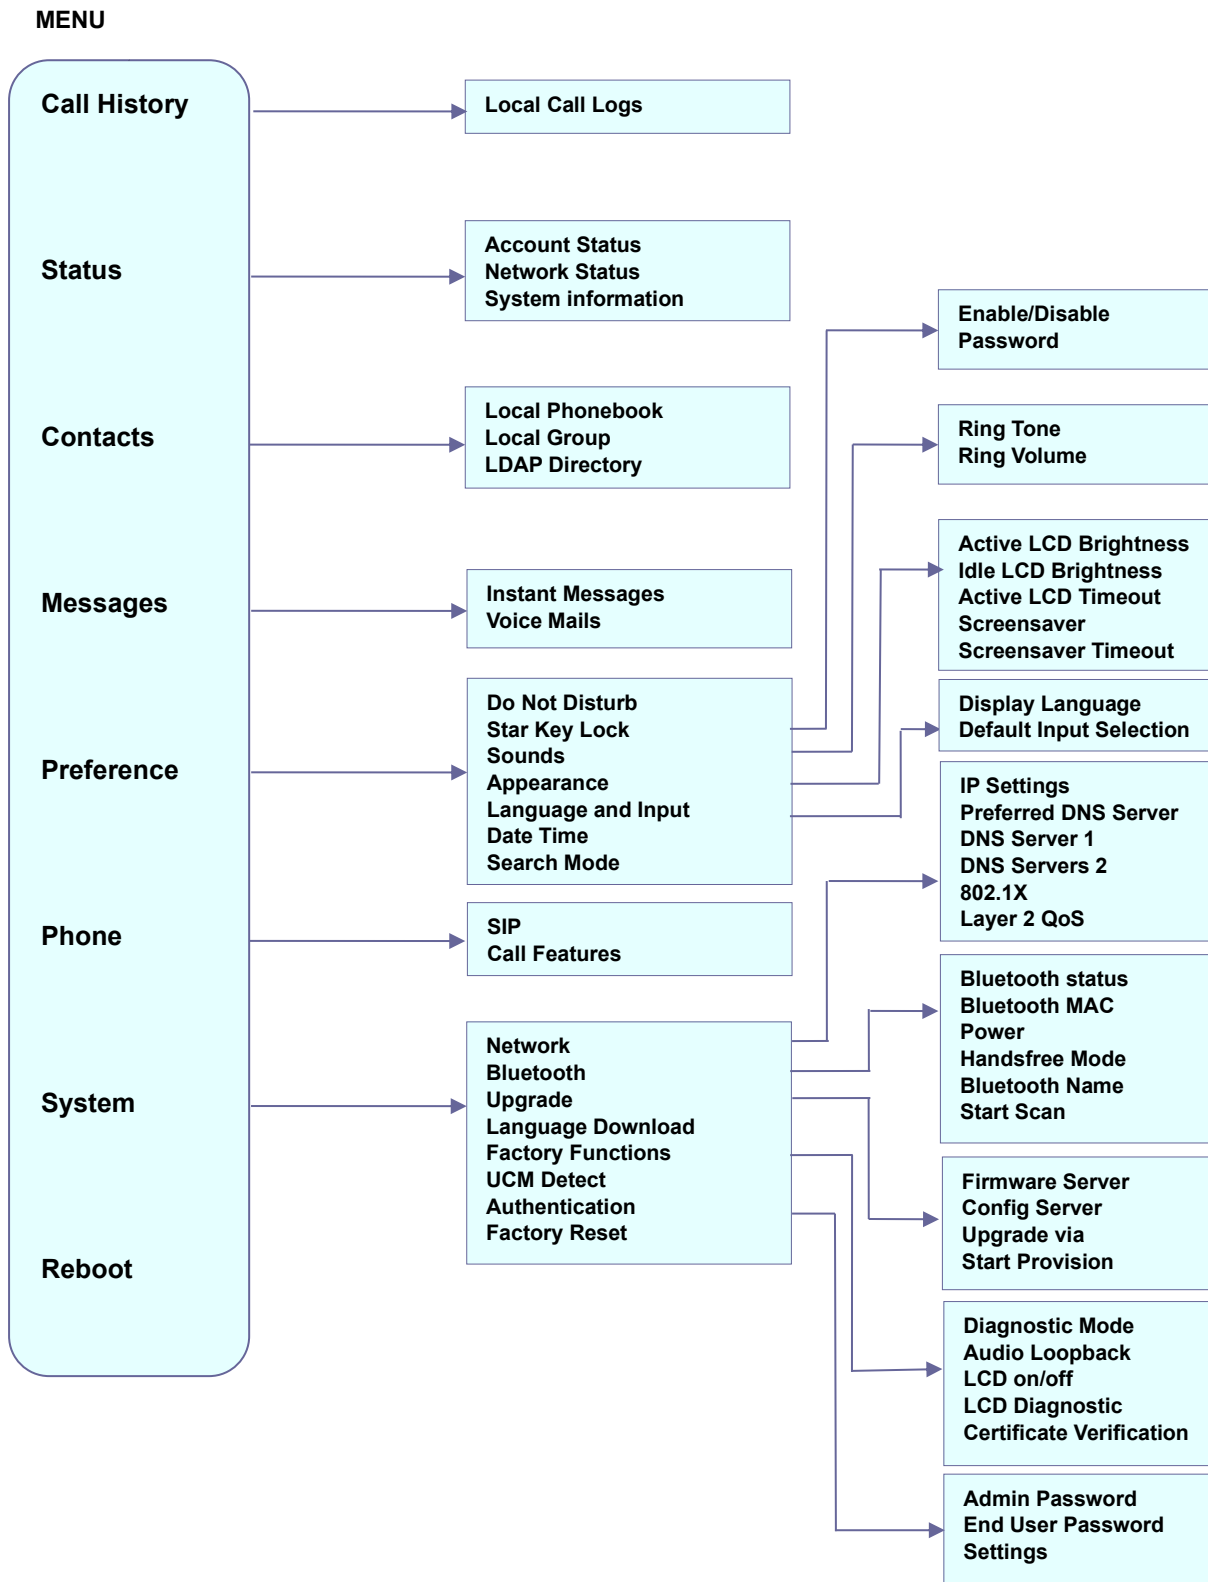 MENU
Call History
Local Call Logs
Status
Account Status
Network Status
System information
Enable/Disable
Password
Contacts
Local Phonebook
Local Group
LDAP Directory
Ring Tone
Ring Volume
Active LCD Brightness
Idle LCD Brightness
Active LCD Timeout
Screensaver
Screensaver Timeout
Messages
Instant Messages
Voice Mails
Preference
Do Not Disturb
Star Key Lock
Sounds
Appearance
Language and Input
Date Time
Search Mode
Display Language
Default Input Selection
IP Settings
Preferred DNS Server
DNS Server 1
DNS Servers 2
802.1X
Layer 2 QoS
Phone
SIP
Call Features
Bluetooth status
Bluetooth MAC
Power
Handsfree Mode
Bluetooth Name
Start Scan
System
Network
Bluetooth
Upgrade
Language Download
Factory Functions
UCM Detect
Authentication
Factory Reset
Firmware Server
Config Server
Upgrade via
Start Provision
Reboot
Diagnostic Mode
Audio Loopback
LCD on/off
LCD Diagnostic
Certificate Verification
Admin Password
End User Password
Settings